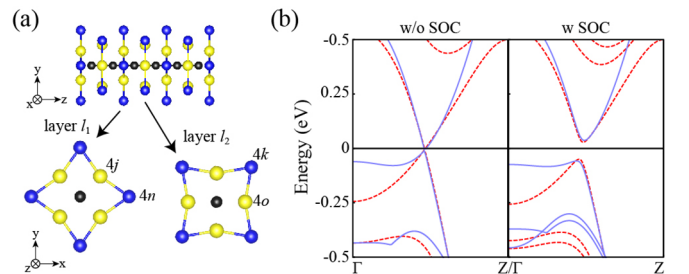 (a)
y
x
z
layer l1
layer l2
4j
4n
4k
4o
y
z
x
(b)
w/o SOC
w SOC
Energy (eV)
-0.5
-0.25
0
-0.25
-0.5
Γ
Z/Γ
Z